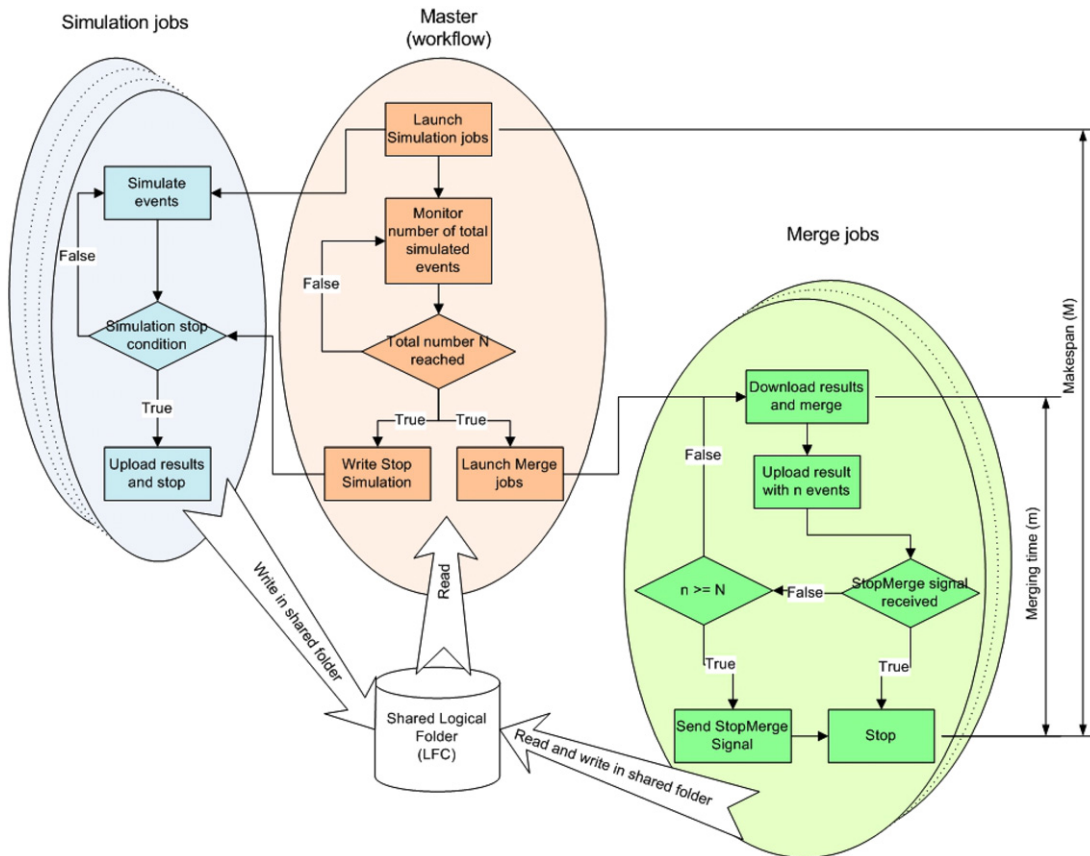 Simulation jobs
Master
(workflow)
Launch
Simulation jobs
Simulate
events
Monitor
number of total
simulated
events
False
False
Simulation stop
condition
Total number N
reached
True
True
True
Upload results
and stop
Write Stop
Simulation
Launch Merge
jobs
Merge jobs
Download results
and merge
False
Upload result
with n events
n >= N
False
StopMerge signal
received
True
True
Send StopMerge
Signal
Stop
Makespan (M)
Merging time (m)
Write in shared folder
Read
Shared Logical
Folder
(LFC)
Read and write in shared folder